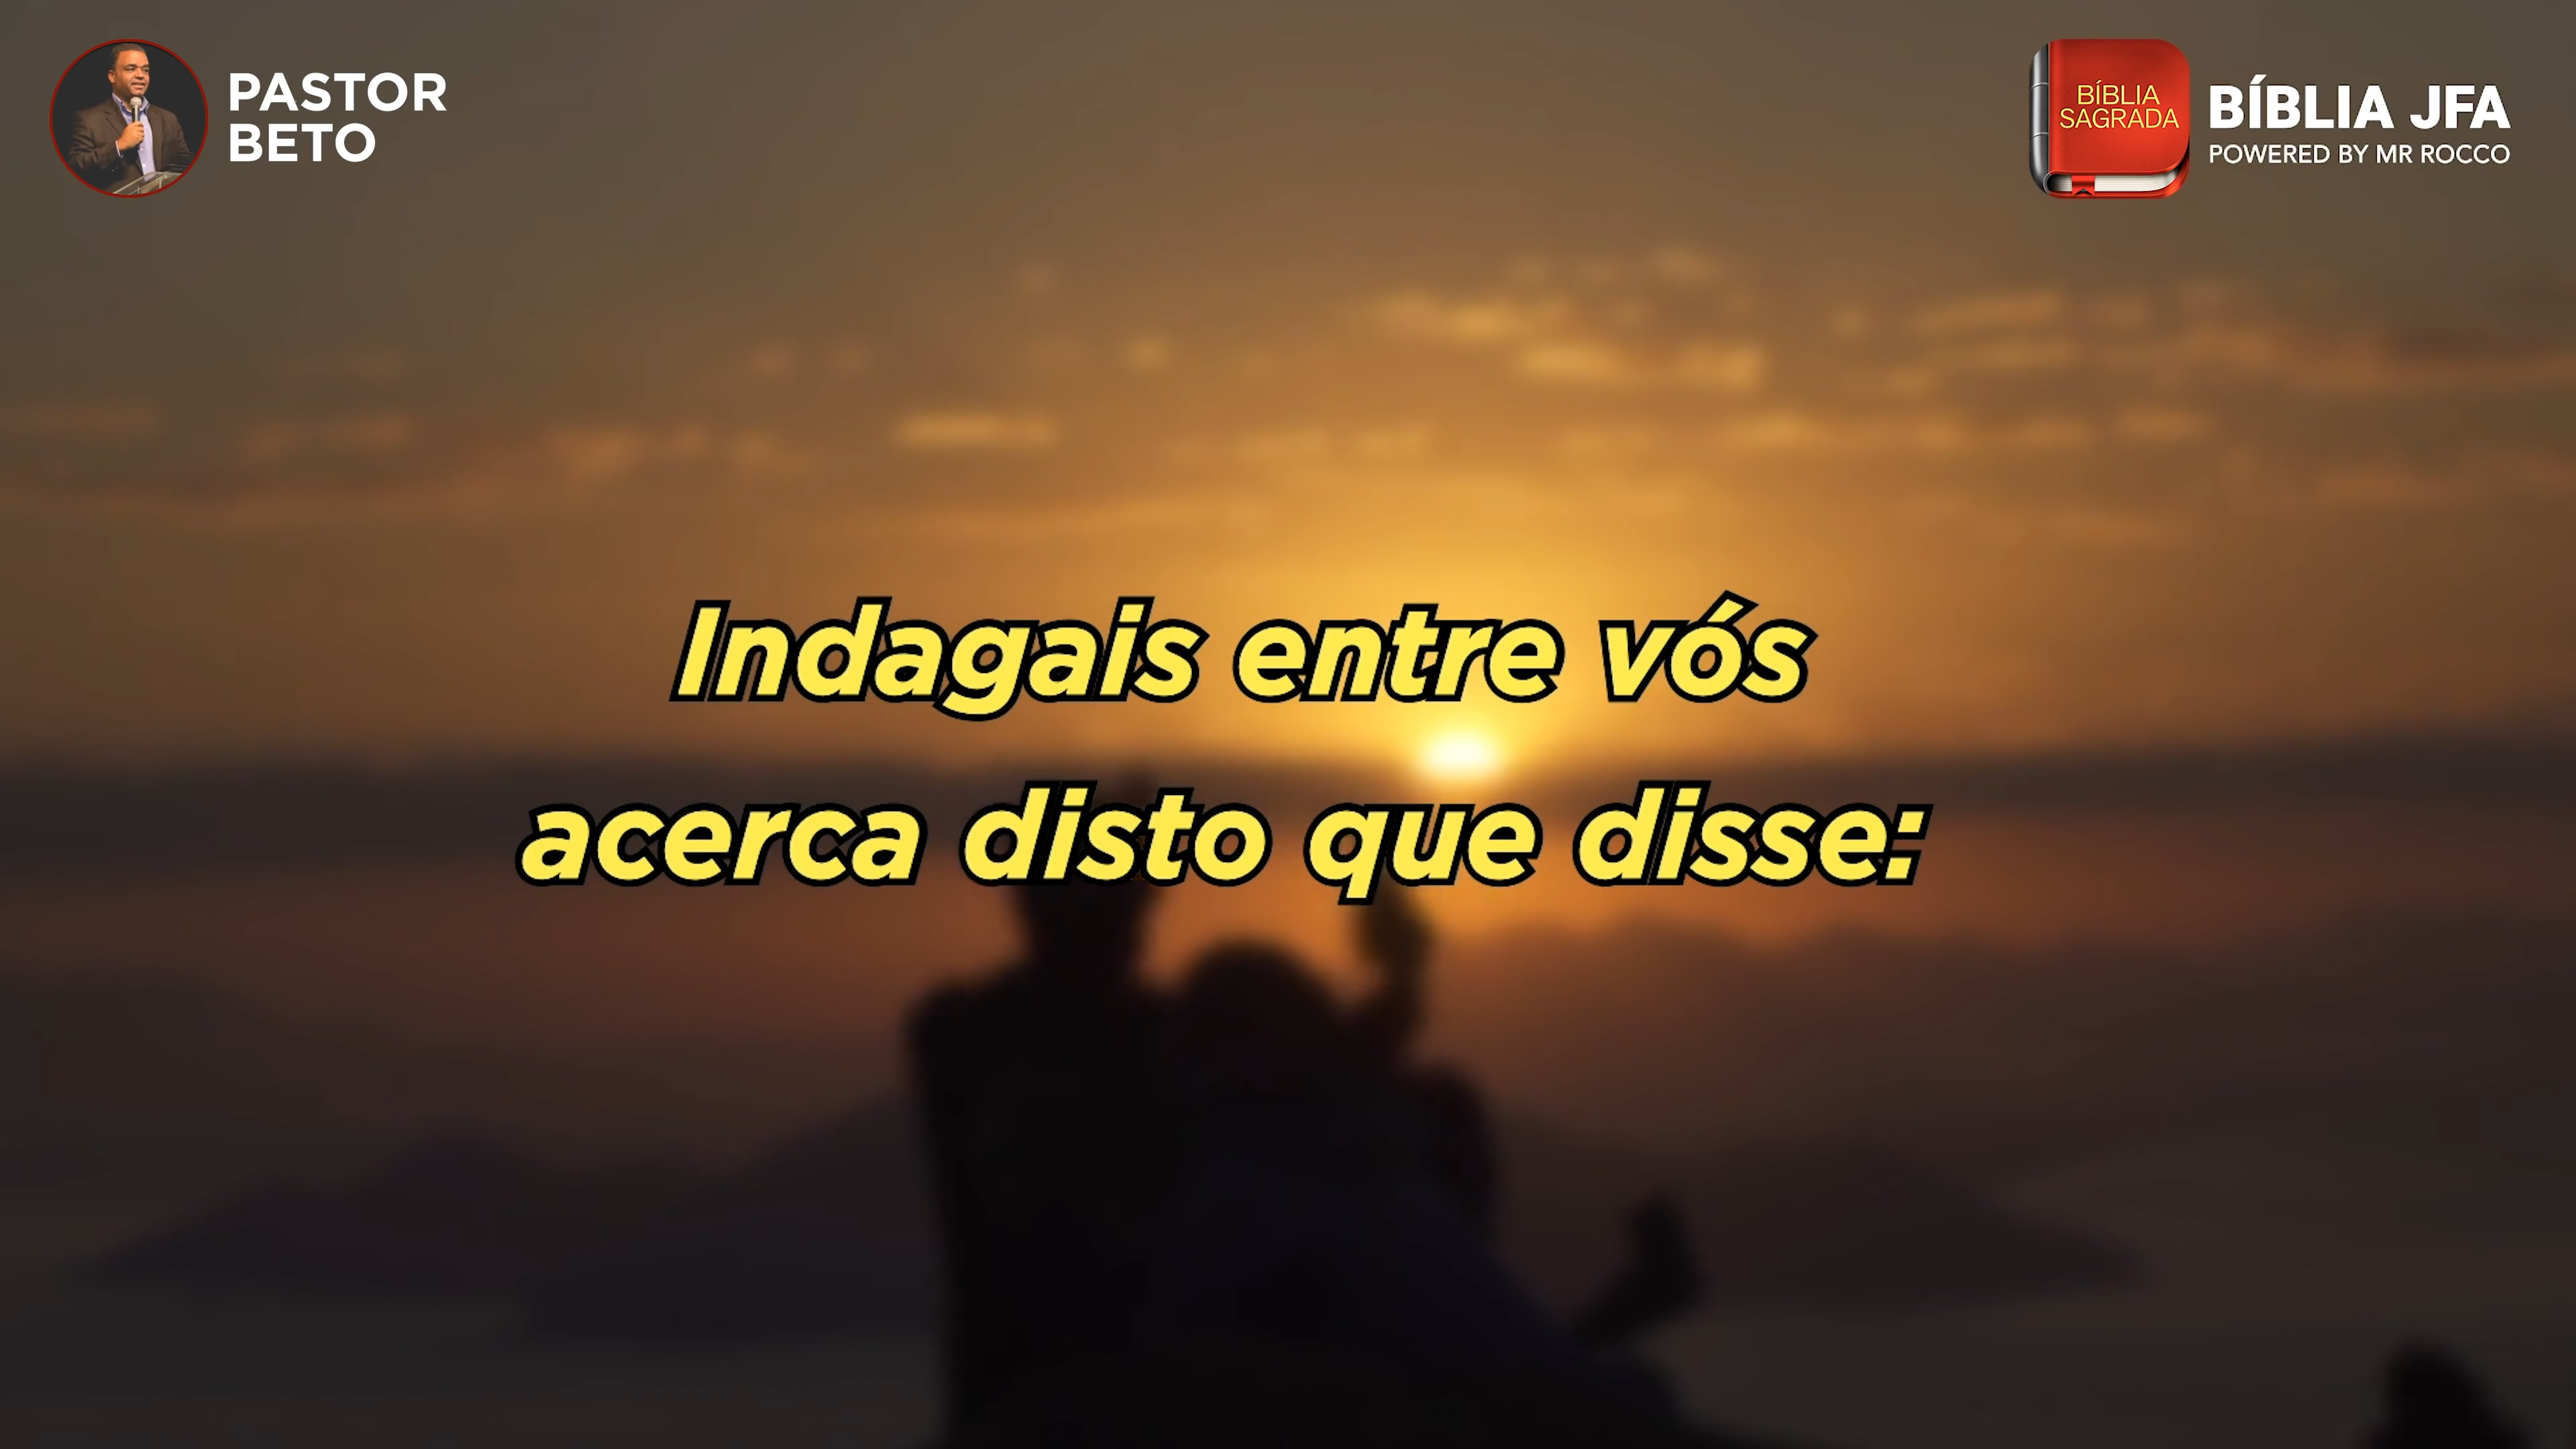 PASTOR
BETO
BÍBLIA
SAGRADA
BÍBLIA JFA
POWERED BY MR ROCCO
Indagais entre vós
acerca disto que disse: